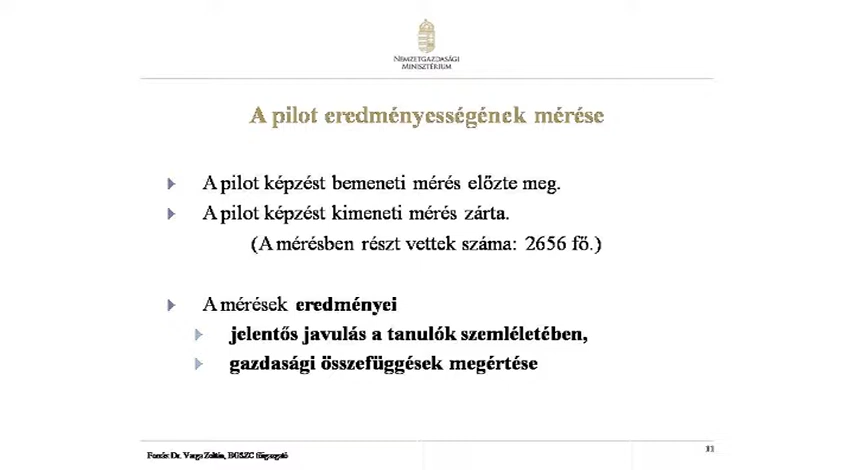 NEMZETGAZDASÁGI
MINISZTÉRIUM
A pilot eredményességének mérése
A pilot képzést bemeneti mérés előzte meg.
A pilot képzést kimeneti mérés zárta.
(A mérésben részt vettek száma: 2656 fő.)
A mérések eredményei
jelentős javulás a tanulók szemléletében,
gazdasági összefüggések megértése
Forrás: Dr. Varga Zoltán, BGSZC főigazgató
11